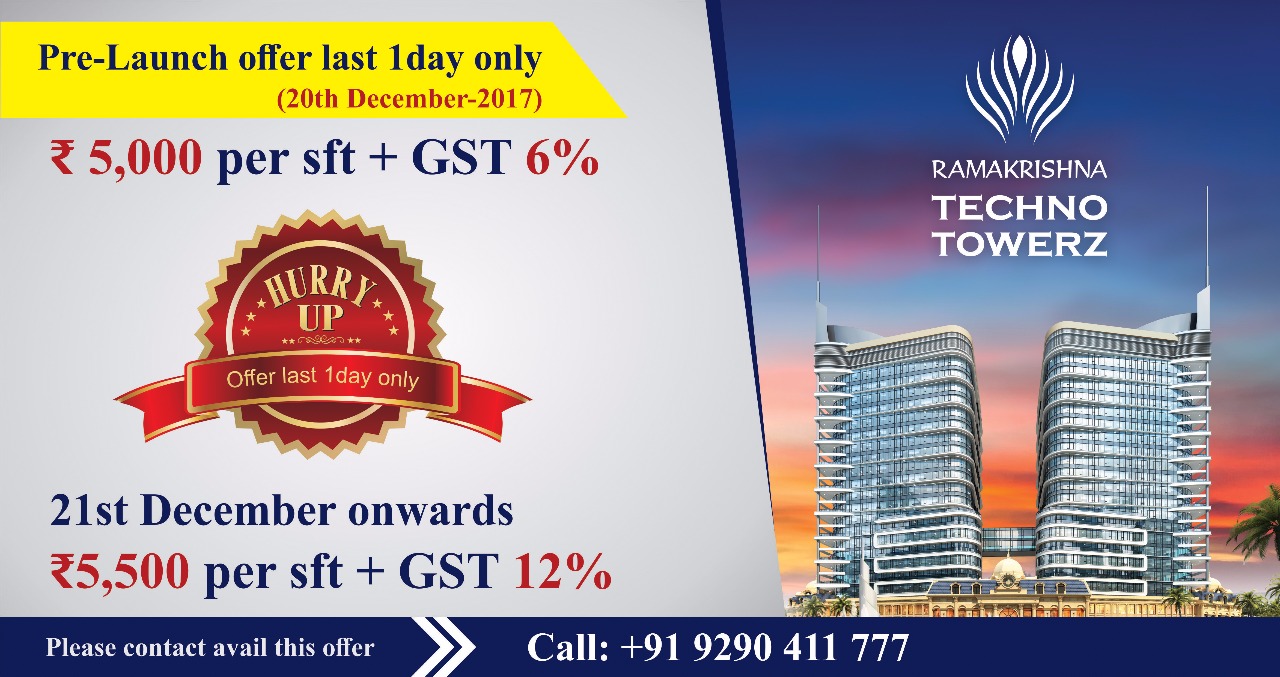 Pre-Launch offer last 1day only
(20th December-2017)
₹ 5,000 per sft + GST 6%
HURRY
UP
Offer last 1day only
21st December onwards
₹5,500 per sft + GST 12%
Please contact avail this offer
Call: +91 9290 411 777
RAMAKRISHNA
TECHNO
TOWERZ